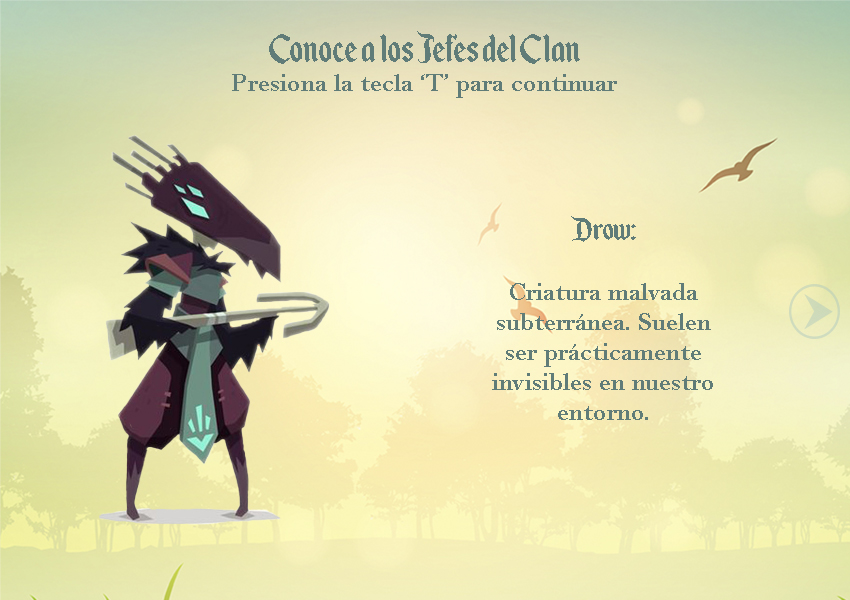 Conoce a los Jefes del Clan
Presiona la tecla ‘T’ para continuar
Drow:
Criatura malvada
subterránea. Suelen
ser prácticamente
invisibles en nuestro
entorno.